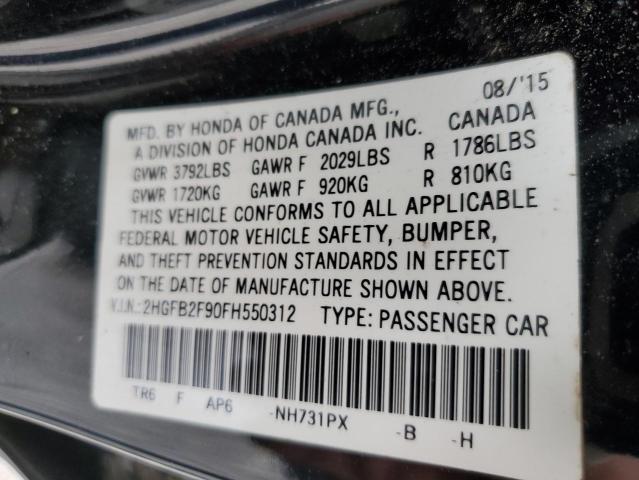 08/'15
MFD. BY HONDA OF CANADA MFG., CANADA
A DIVISION OF HONDA CANADA INC.
GVWR 3792LBS GAWR F 2029LBS R 1786LBS
GVWR 1720KG GAWR F 920KG R 810KG
THIS VEHICLE CONFORMS TO ALL APPLICABLE
FEDERAL MOTOR VEHICLE SAFETY, BUMPER,
AND THEFT PREVENTION STANDARDS IN EFFECT
ON THE DATE OF MANUFACTURE SHOWN ABOVE.
V.I.N.:2HGFB2F90FH550312 TYPE:PASSENGER CAR
TR6 F AP6 -NH731PX -B -H